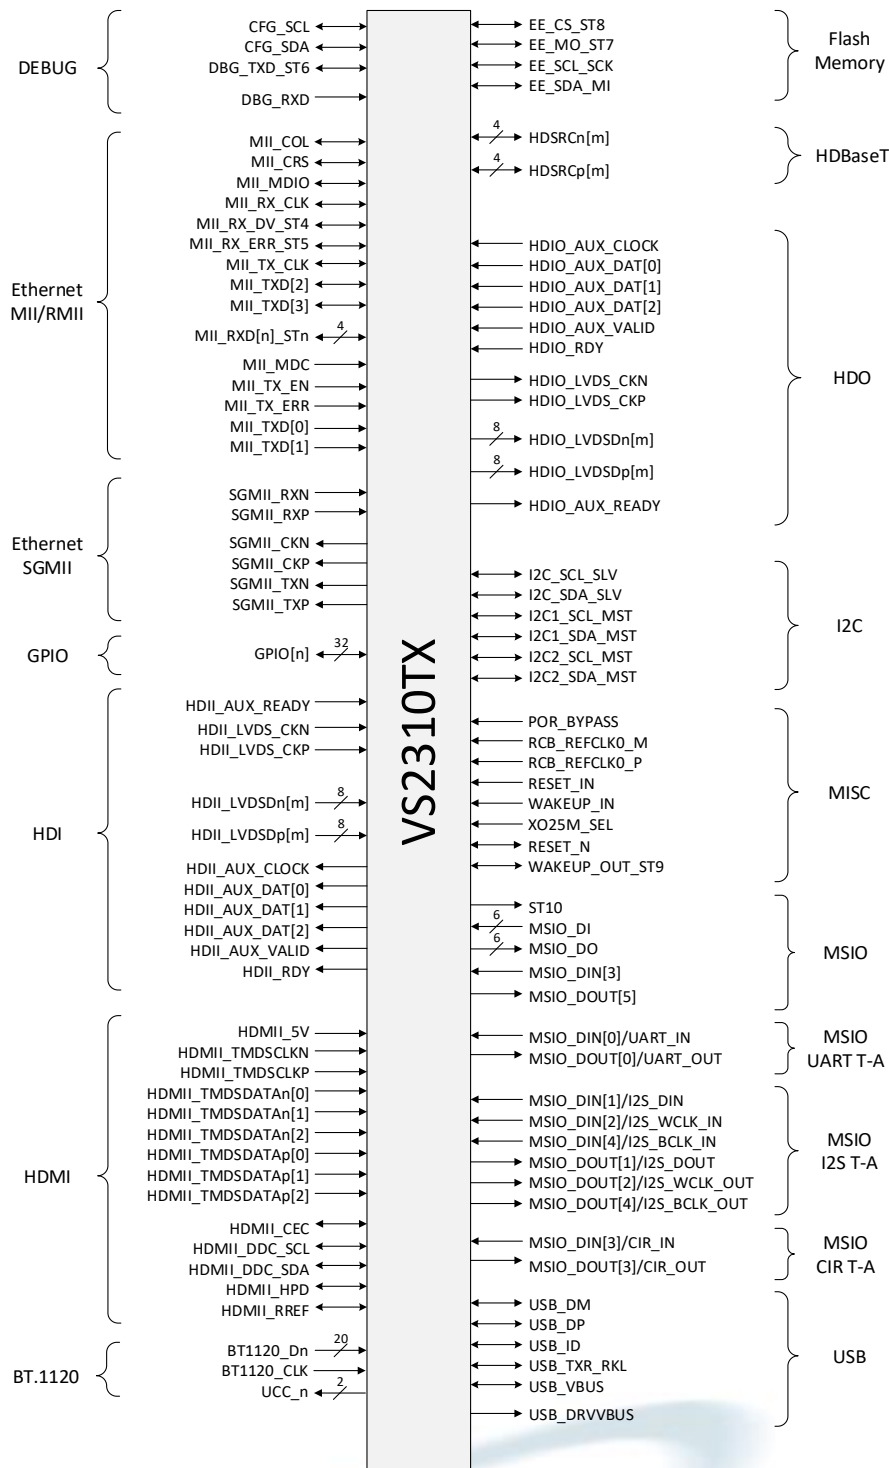 DEBUG
CFG_SCL
CFG_SDA
DBG_TXD_ST6
DBG_RXD
Ethernet
MII/RMII
MII_COL
MII_CRS
MII_MDIO
MII_RX_CLK
MII_RX_DV_ST4
MII_RX_ERR_ST5
MII_TX_CLK
MII_TXD[2]
MII_TXD[3]
MII_RXD[n]_STn 4
MII_MDC
MII_TX_EN
MII_TX_ERR
MII_TXD[0]
MII_TXD[1]
Ethernet
SGMII
SGMII_RXN
SGMII_RXP
SGMII_CKN
SGMII_CKP
SGMII_TXN
SGMII_TXP
GPIO
GPIO[n] 32
HDI
HDII_AUX_READY
HDII_LVDS_CKN
HDII_LVDS_CKP
HDII_LVDSDn[m] 8
HDII_LVDSDp[m] 8
HDII_AUX_CLOCK
HDII_AUX_DAT[0]
HDII_AUX_DAT[1]
HDII_AUX_DAT[2]
HDII_AUX_VALID
HDII_RDY
HDMI
HDMII_5V
HDMII_TMDSCLKN
HDMII_TMDSCLKP
HDMII_TMDSDATAn[0]
HDMII_TMDSDATAn[1]
HDMII_TMDSDATAn[2]
HDMII_TMDSDATAp[0]
HDMII_TMDSDATAp[1]
HDMII_TMDSDATAp[2]
HDMII_CEC
HDMII_DDC_SCL
HDMII_DDC_SDA
HDMII_HPD
HDMII_RREF
BT.1120
BT1120_Dn 20
BT1120_CLK
UCC_n 2
VS2310TX
EE_CS_ST8
EE_MO_ST7
EE_SCL_SCK
EE_SDA_MI
Flash
Memory
4 HDSRCn[m]
4 HDSRCp[m]
HDBaseT
HDIO_AUX_CLOCK
HDIO_AUX_DAT[0]
HDIO_AUX_DAT[1]
HDIO_AUX_DAT[2]
HDIO_AUX_VALID
HDIO_RDY
HDIO_LVDS_CKN
HDIO_LVDS_CKP
8 HDIO_LVDSDn[m]
8 HDIO_LVDSDp[m]
HDIO_AUX_READY
HDO
I2C_SCL_SLV
I2C_SDA_SLV
I2C1_SCL_MST
I2C1_SDA_MST
I2C2_SCL_MST
I2C2_SDA_MST
I2C
POR_BYPASS
RCB_REFCLK0_M
RCB_REFCLK0_P
RESET_IN
WAKEUP_IN
XO25M_SEL
RESET_N
WAKEUP_OUT_ST9
MISC
ST10
6 MSIO_DI
6 MSIO_DO
MSIO_DIN[3]
MSIO_DOUT[5]
MSIO
MSIO_DIN[0]/UART_IN
MSIO_DOUT[0]/UART_OUT
MSIO
UART T-A
MSIO_DIN[1]/I2S_DIN
MSIO_DIN[2]/I2S_WCLK_IN
MSIO_DIN[4]/I2S_BCLK_IN
MSIO_DOUT[1]/I2S_DOUT
MSIO_DOUT[2]/I2S_WCLK_OUT
MSIO_DOUT[4]/I2S_BCLK_OUT
MSIO
I2S T-A
MSIO_DIN[3]/CIR_IN
MSIO_DOUT[3]/CIR_OUT
MSIO
CIR T-A
USB_DM
USB_DP
USB_ID
USB_TXR_RKL
USB_VBUS
USB_DRVVBUS
USB